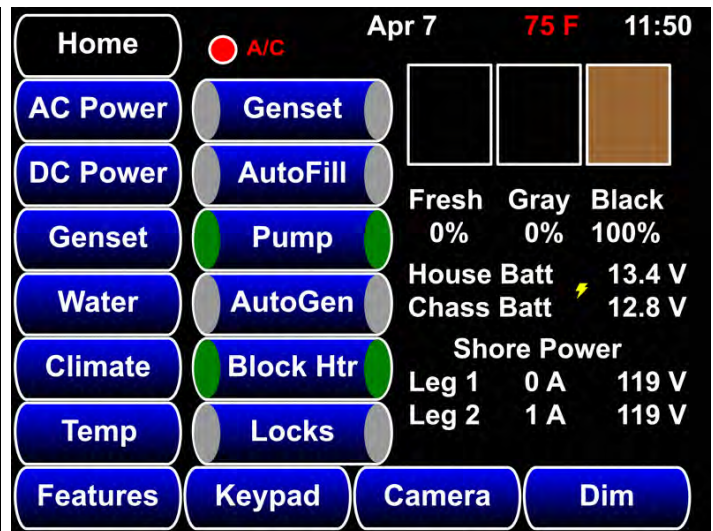 Home
A/C
Apr 7 75 F 11:50
AC Power
Genset
DC Power
AutoFill
Fresh Gray Black
0% 0% 100%
Genset
Pump
House Batt 13.4 V
Water
AutoGen
Chass Batt 12.8 V
Climate
Block Htr
Shore Power
Leg 1 0 A 119 V
Temp
Locks
Leg 2 1 A 119 V
Features
Keypad
Camera
Dim